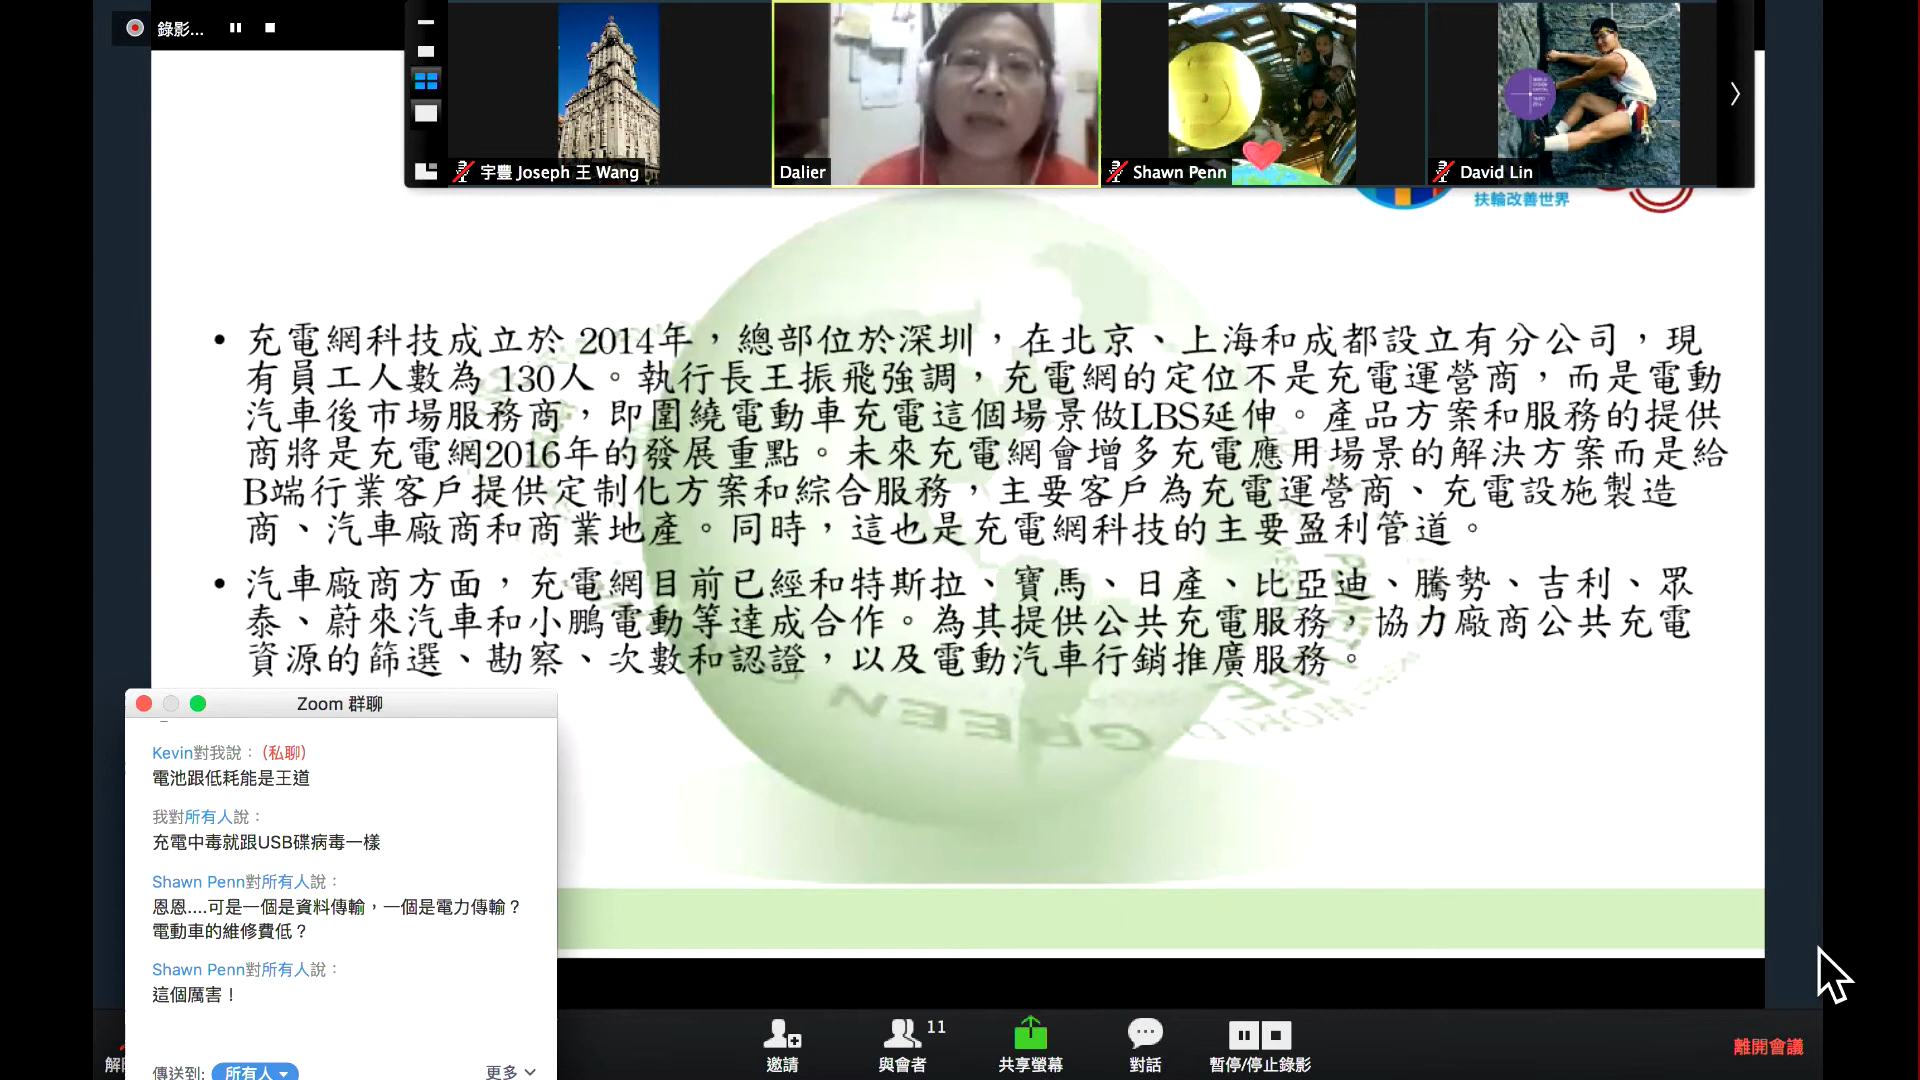 錄影...
宇豐 Joseph 王 Wang
Dalier
Shawn Penn
David Lin
扶輪改善世界
• 充電網科技成立於 2014年，總部位於深圳，在北京、上海和成都設立有分公司，現
有員工人數為 130人。執行長王振飛強調，充電網的定位不是充電運營商，而是電動
汽車後市場服務商，即圍繞電動車充電這個場景做LBS延伸。產品方案和服務的提供
商將是充電網2016年的發展重點。未來充電網會增多充電應用場景的解決方案而是給
B端行業客戶提供定制化方案和綜合服務，主要客戶為充電運營商、充電設施製造
商、汽車廠商和商業地產。同時，這也是充電網科技的主要盈利管道。
• 汽車廠商方面，充電網目前已經和特斯拉、寶馬、日產、比亞迪、騰勢、吉利、眾
泰、蔚來汽車和小鵬電動等達成合作。為其提供公共充電服務，協力廠商公共充電
資源的篩選、勘察、次數和認證，以及電動汽車行銷推廣服務。
GREEN
Zoom 群聊
Kevin對我說：（私聊）
電池跟低耗能是王道
我對所有人說：
充電中毒就跟USB碟病毒一樣
Shawn Penn對所有人說：
恩恩....可是一個是資料傳輸，一個是電力傳輸？
電動車的維修費低？
Shawn Penn對所有人說：
這個厲害！
傳送到: 所有人
更多
邀請
11
與會者
共享螢幕
對話
暫停/停止錄影
離開會議